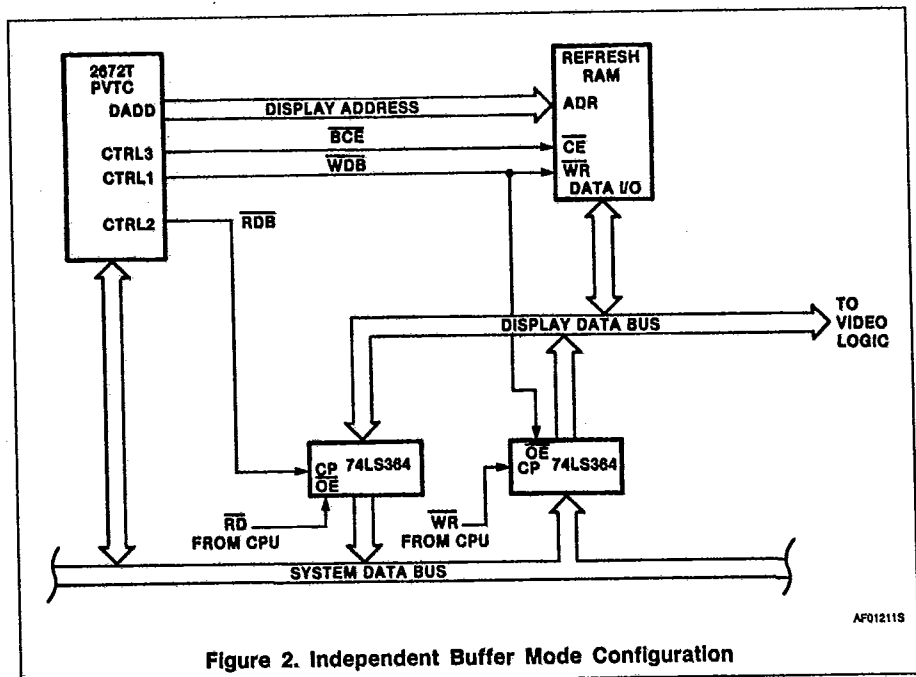 2672T
PVTC
DADD
CTRL3
CTRL1
CTRL2
DISPLAY ADDRESS
BCE
WDB
RDB
REFRESH
RAM
ADR
CE
WR
DATA I/O
DISPLAY DATA BUS
TO
VIDEO
LOGIC
CP 74LS364
OE
OE
CP 74LS364
RD
FROM CPU
WR
FROM CPU
SYSTEM DATA BUS
AF01211S
Figure 2. Independent Buffer Mode Configuration